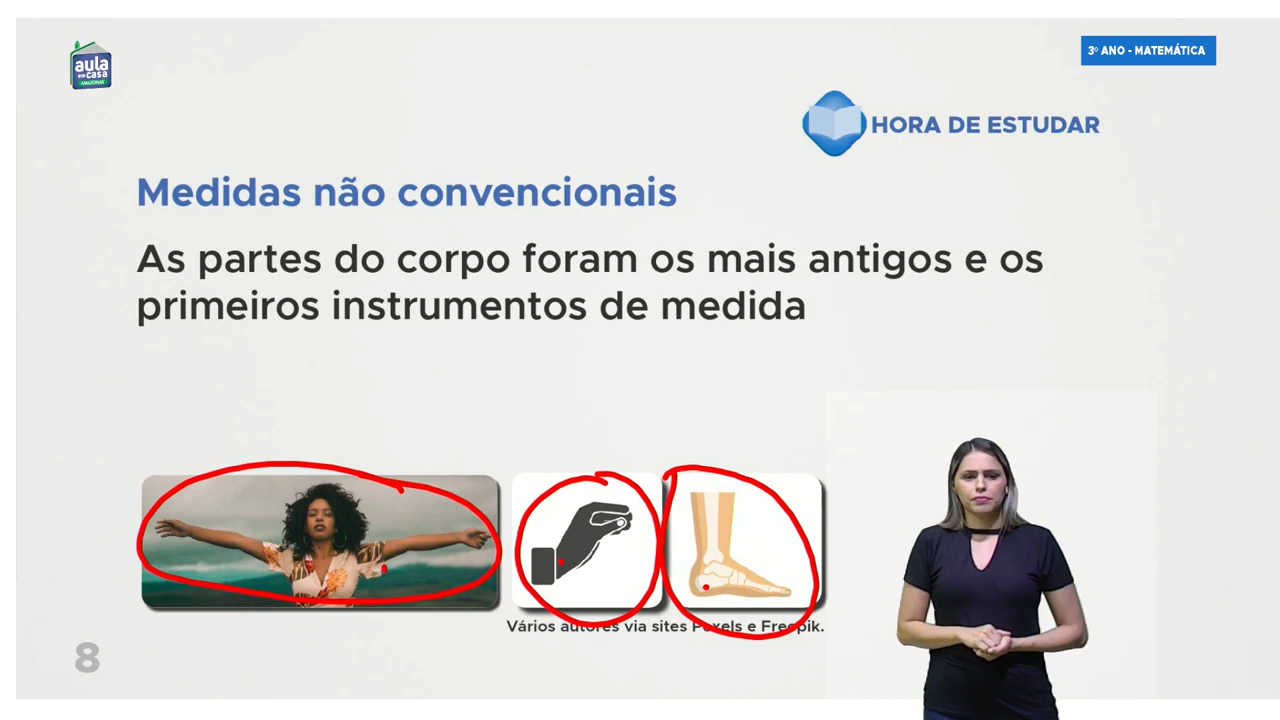 aula
em casa
AMAZONAS
3º ANO - MATEMÁTICA
HORA DE ESTUDAR
Medidas não convencionais
As partes do corpo foram os mais antigos e os
primeiros instrumentos de medida
Vários autores via sites Pexels e Freepik.
8